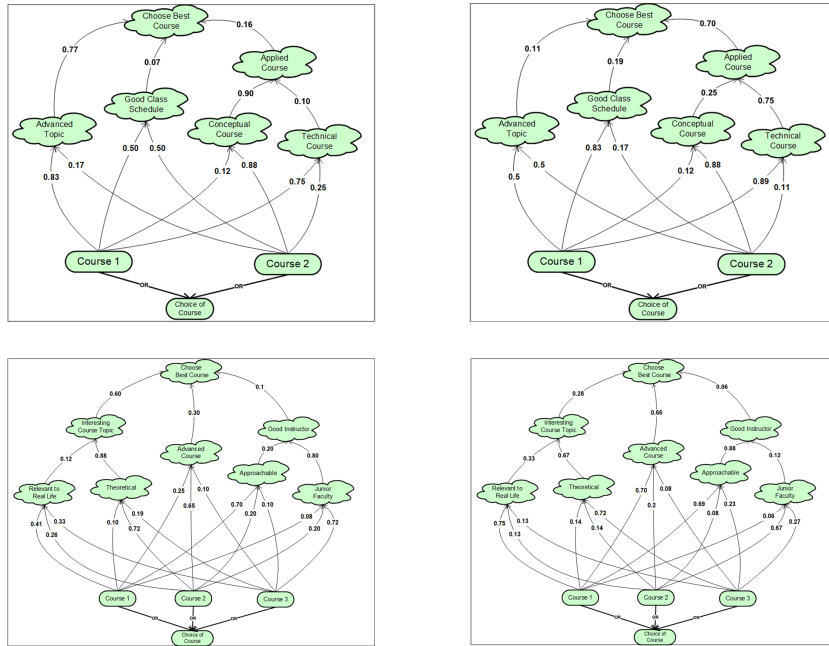 Choose Best
Course
0.16
0.77
0.07
Applied
Course
Good Class
Schedule
0.90
0.10
Advanced
Topic
Conceptual
Course
Technical
Course
0.50
0.50
0.12
0.88
0.17
0.83
0.75
0.25
Course 1
Course 2
OR
OR
Choice of
Course
Choose Best
Course
0.70
0.11
0.19
Applied
Course
Good Class
Schedule
0.25
0.75
Advanced
Topic
Conceptual
Course
Technical
Course
0.83
0.17
0.12
0.88
0.5
0.5
0.89
0.11
Course 1
Course 2
OR
OR
Choice of
Course
Choose
Best Course
0.60
0.1
0.30
Interesting
Course Topic
Good Instructor
0.12
0.88
Advanced
Course
0.20
0.80
Approachable
Relevant to
Real Life
Theoretical
Junior
Faculty
0.25
0.10
0.41
0.33
0.10
0.19
0.65
0.70
0.10
0.08
0.72
0.26
0.72
0.20
0.20
Course 1
Course 2
Course 3
OR
OR
OR
Choice of
Course
Choose
Best Course
0.28
0.06
0.66
Interesting
Course Topic
Good Instructor
0.33
0.67
Advanced
Course
0.88
0.12
Approachable
Relevant to
Real Life
Theoretical
Junior
Faculty
0.70
0.08
0.75
0.13
0.14
0.72
0.2
0.69
0.23
0.06
0.27
0.13
0.14
0.08
0.67
Course 1
Course 2
Course 3
OR
OR
OR
Choice of
Course